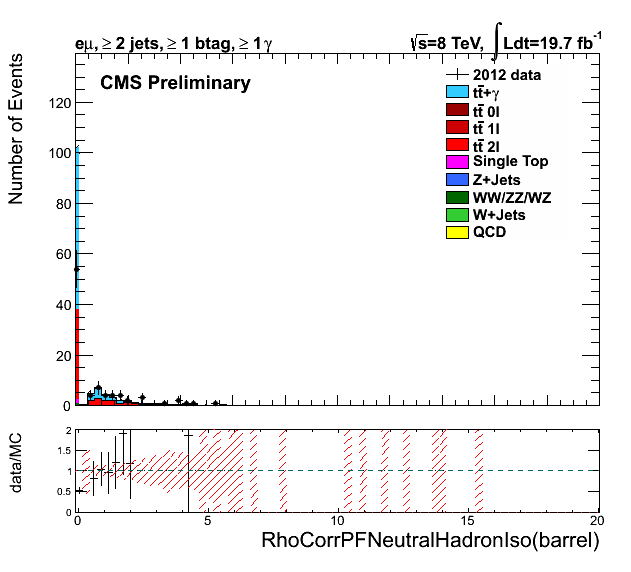 eμ, ≥ 2 jets, ≥ 1 btag, ≥ 1γ
√s=8 TeV, ∫Ldt=19.7 fb⁻¹
CMS Preliminary
Number of Events
2012 data
tt̄+γ
tt̄ 0l
tt̄ 1l
tt̄ 2l
Single Top
Z+Jets
WW/ZZ/WZ
W+Jets
QCD
120
100
80
60
40
20
0
data/MC
2
1.5
1
0.5
0
0 5 10 15 20
RhoCorrPFNeutralHadronIso(barrel)